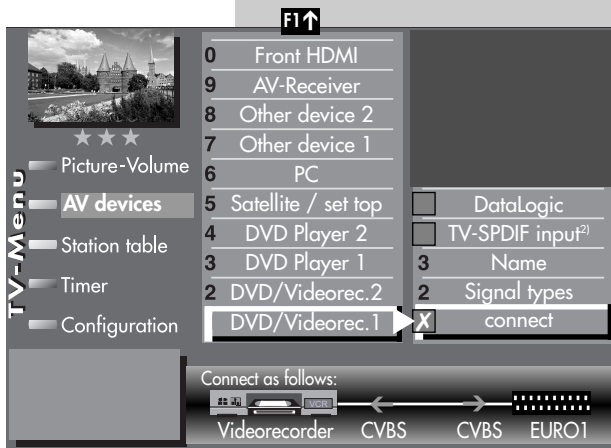 F1↑
TV-Menu
Picture-Volume
AV devices
Station table
Timer
Configuration
0 Front HDMI
9 AV-Receiver
8 Other device 2
7 Other device 1
6 PC
5 Satellite / set top
4 DVD Player 2
3 DVD Player 1
2 DVD/Videorec.2
DVD/Videorec.1
DataLogic
TV-SPDIF input2)
3 Name
2 Signal types
X connect
Connect as follows:
VCR
Videorecorder CVBS CVBS EURO1